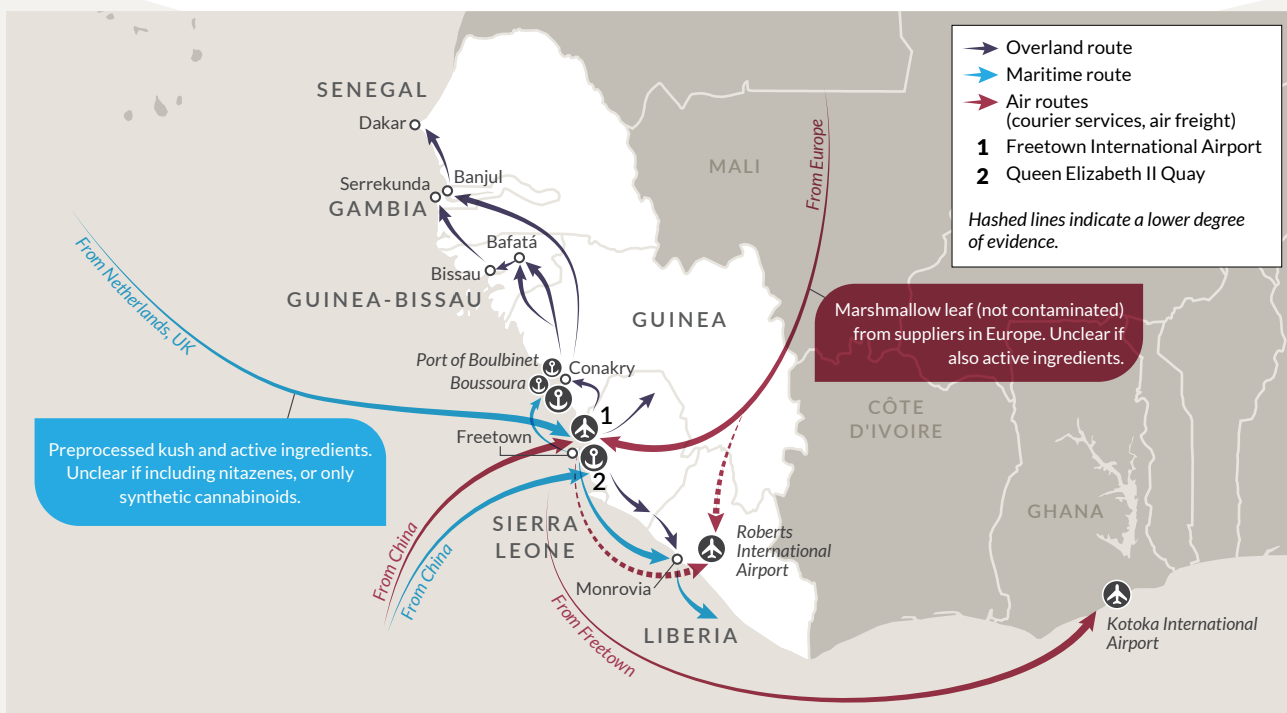 Overland route
Maritime route
Air routes
(courier services, air freight)
1 Freetown International Airport
2 Queen Elizabeth II Quay
Hashed lines indicate a lower degree
of evidence.
SENEGAL
Dakar
MALI
From Europe
Serrekunda
Banjul
GAMBIA
From Netherlands, UK
Bafatá
Bissau
GUINEA-BISSAU
GUINEA
Marshmallow leaf (not contaminated)
from suppliers in Europe. Unclear if
also active ingredients.
Port of Boulbinet
Conakry
Boussoura
1
CÔTE
D'IVOIRE
Freetown
Preprocessed kush and active ingredients.
Unclear if including nitazenes, or only
synthetic cannabinoids.
2
GHANA
SIERRA
LEONE
From China
From China
Roberts
International
Airport
Monrovia
From Freetown
LIBERIA
Kotoka International
Airport